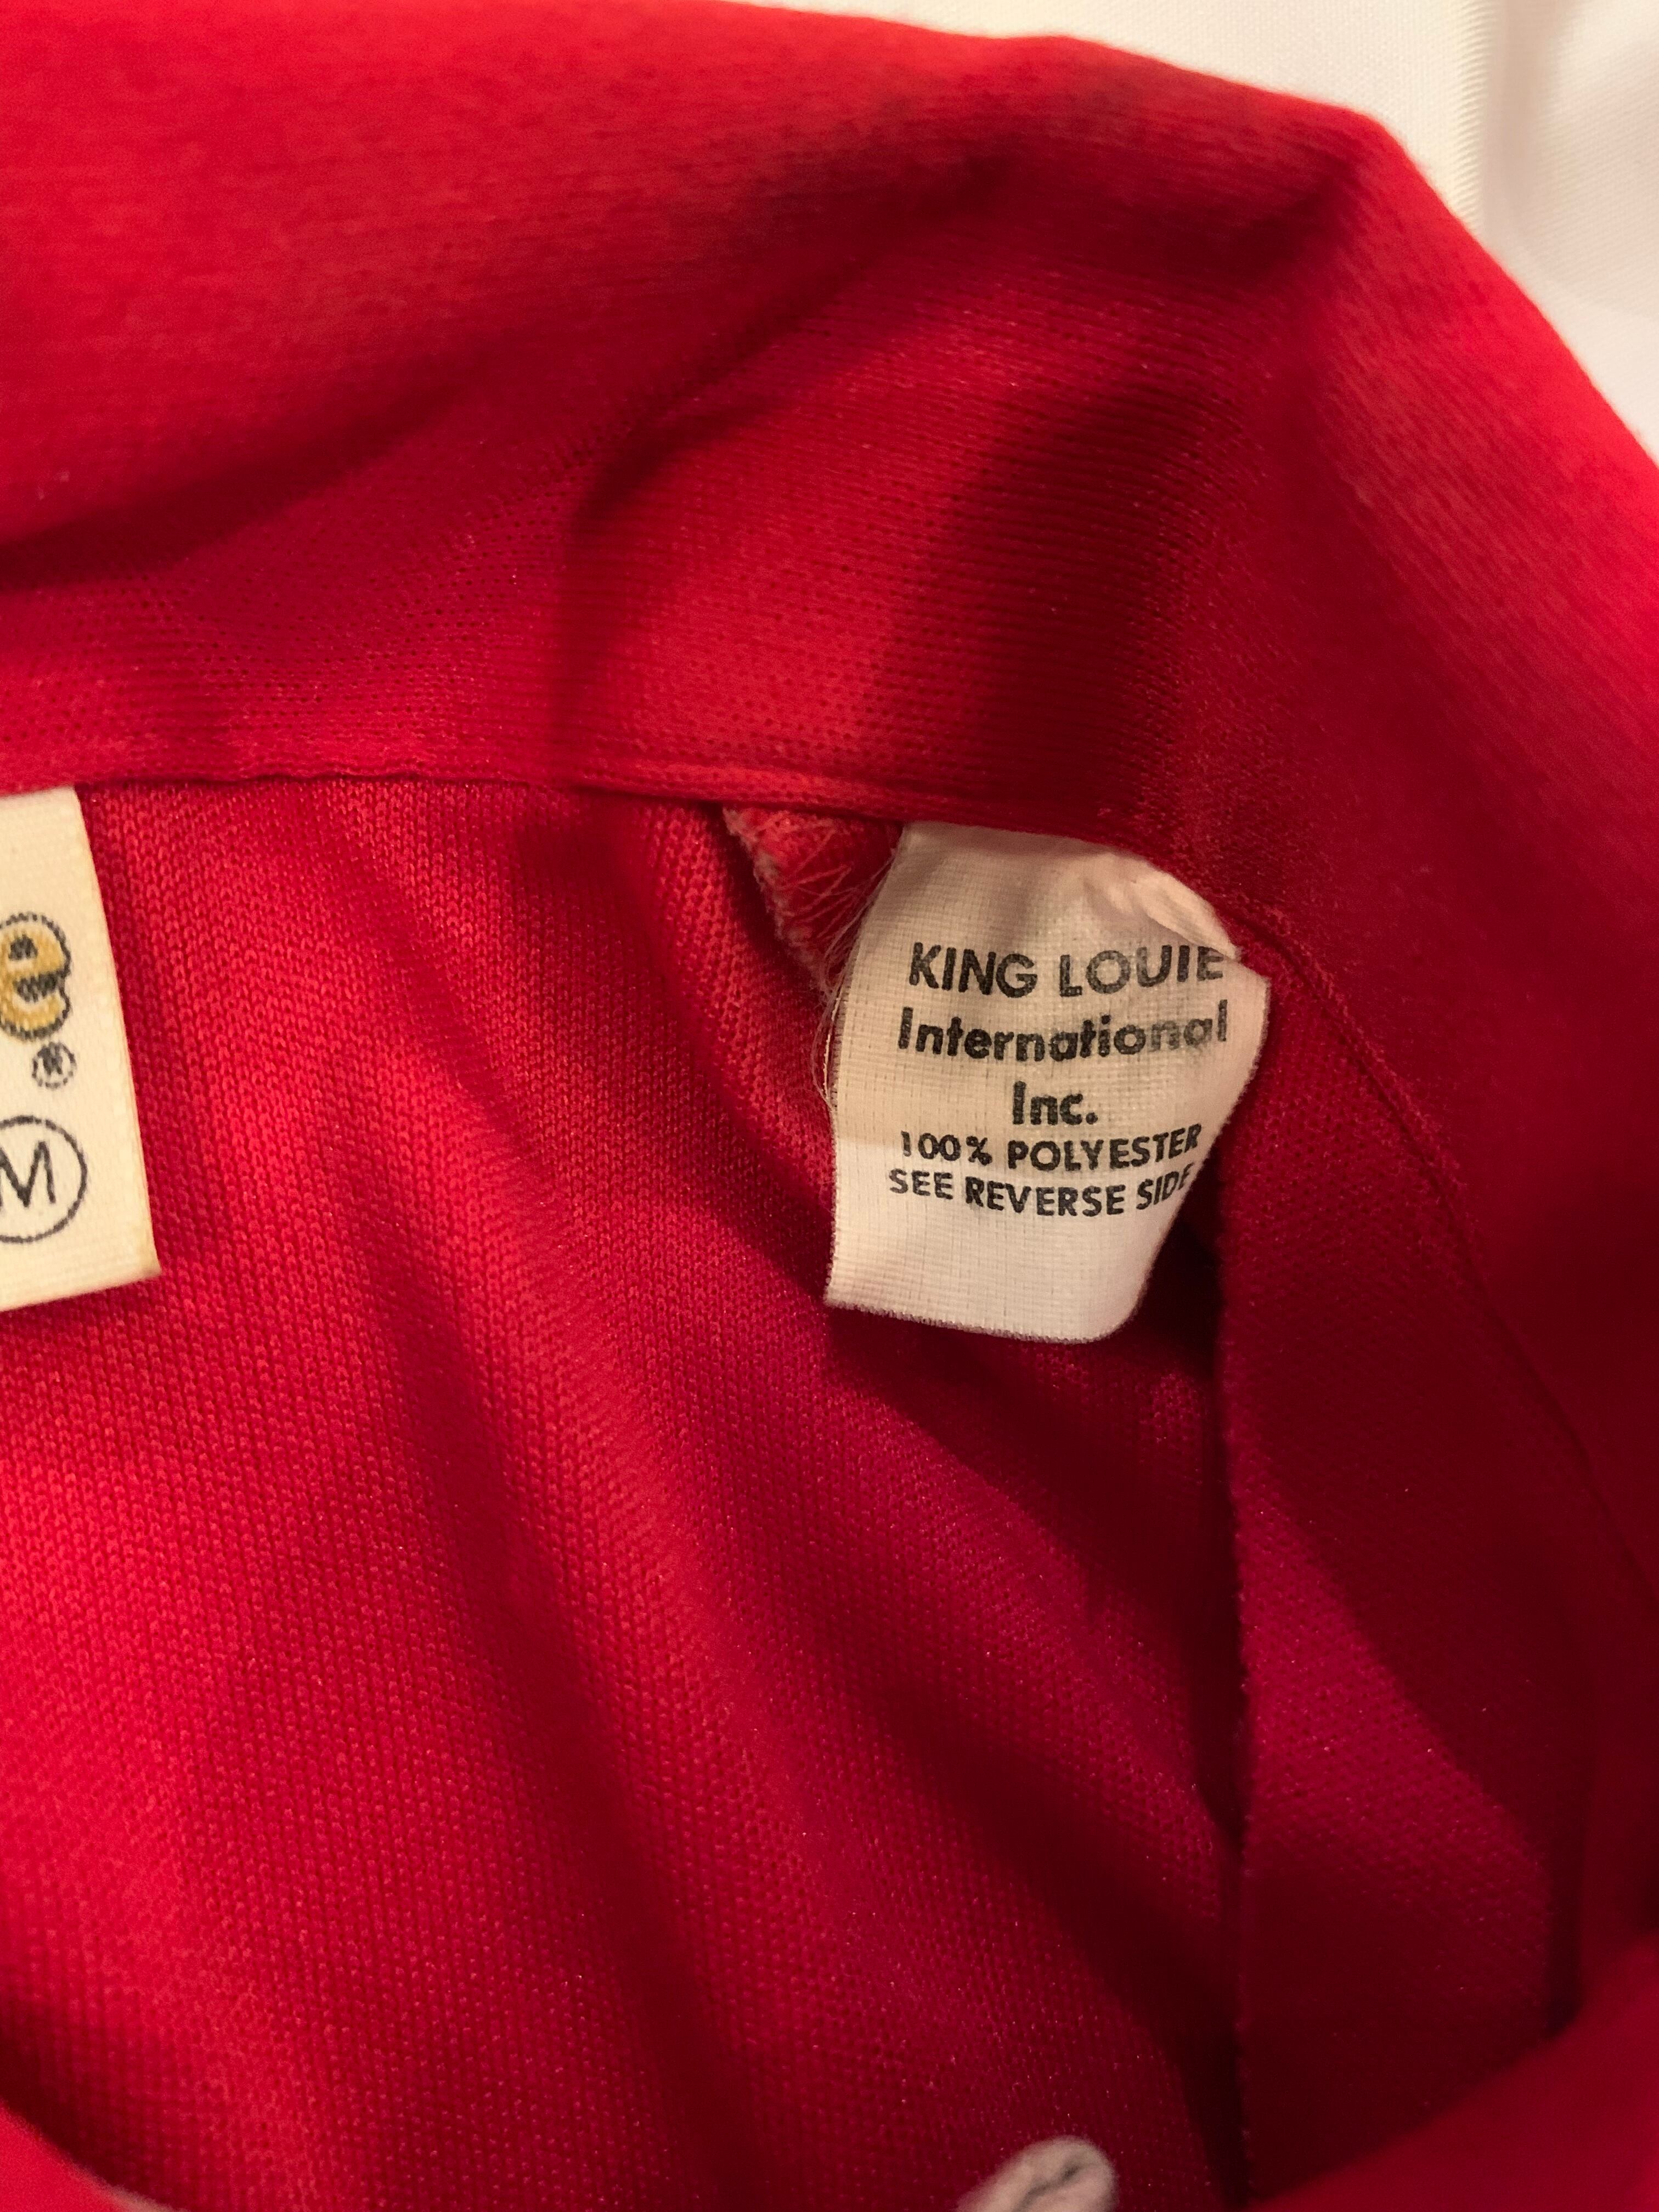 e
®
M
KING LOUIE
International
Inc.
100% POLYESTER
SEE REVERSE SIDE